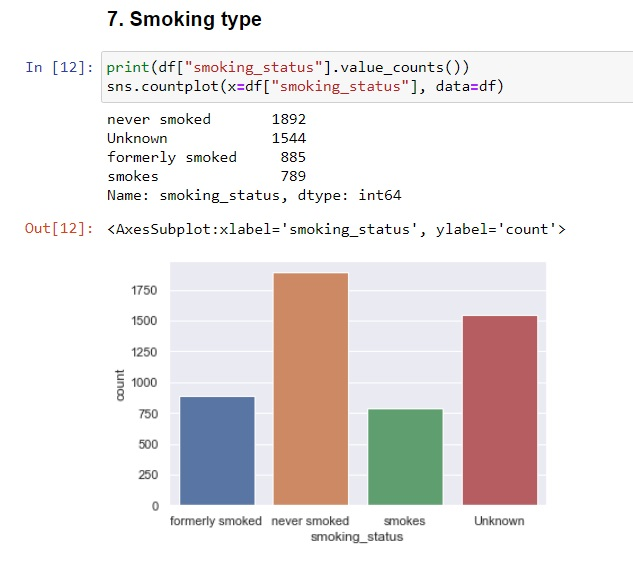 7. Smoking type
In [12]: print(df["smoking_status"].value_counts())
sns.countplot(x=df["smoking_status"], data=df)
never smoked 1892
Unknown 1544
formerly smoked 885
smokes 789
Name: smoking_status, dtype: int64
Out[12]: <AxesSubplot:xlabel='smoking_status', ylabel='count'>
1750
1500
1250
1000
750
500
250
0
count
formerly smoked never smoked smokes Unknown
smoking_status